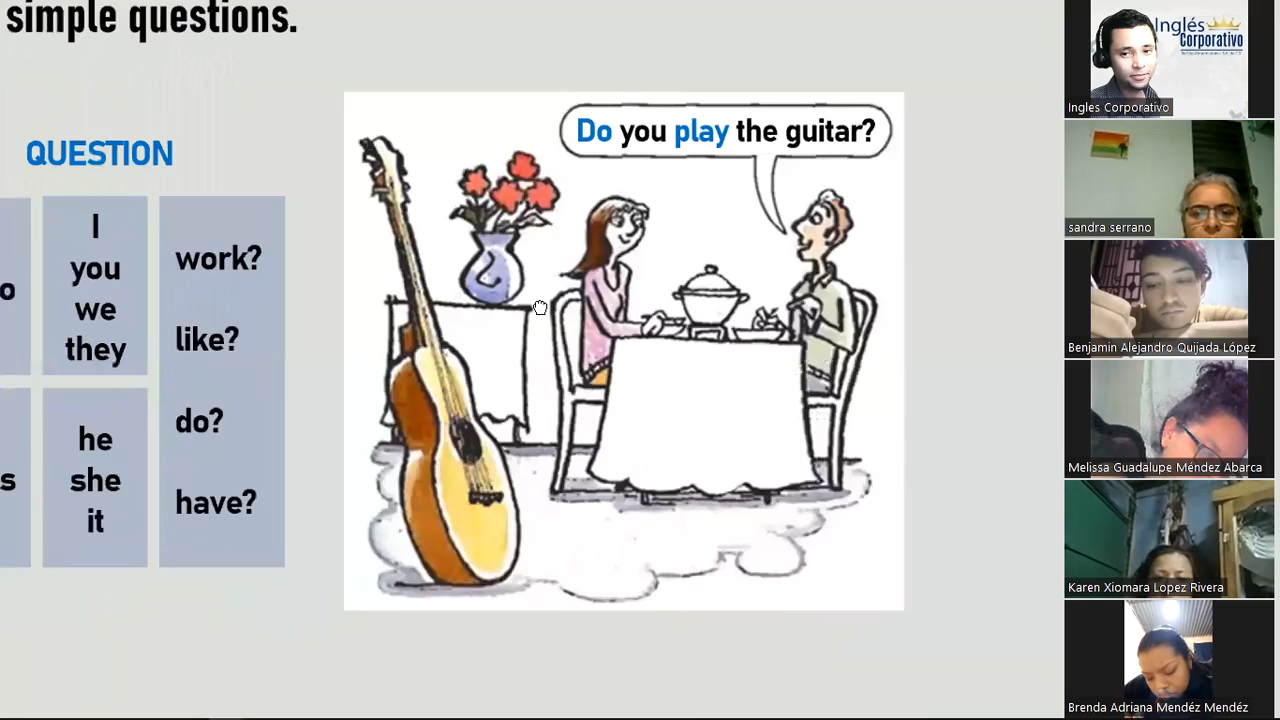 simple questions.
QUESTION
o
I
you
we
they
s
he
she
it
work?
like?
do?
have?
Do you play the guitar?
Inglés
Corporativo
Ingles Corporativo
sandra serrano
Benjamin Alejandro Quijada López
Melissa Guadalupe Méndez Abarca
Karen Xiomara Lopez Rivera
Brenda Adriana Mendéz Mendéz